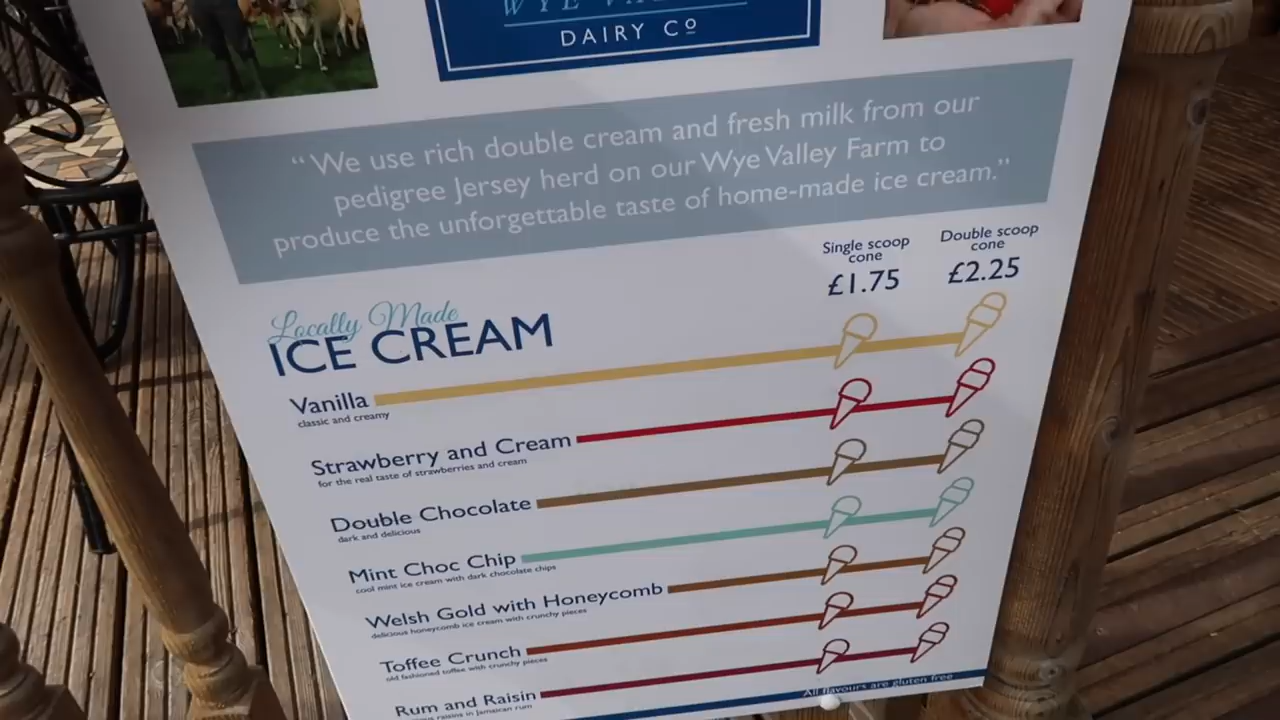 WYE
DAIRY Cº
“We use rich double cream and fresh milk from our
pedigree Jersey herd on our Wye Valley Farm to
produce the unforgettable taste of home-made ice cream.”
Single scoop
cone
£1.75
Double scoop
cone
£2.25
Locally Made
ICE CREAM
Vanilla
classic and creamy
Strawberry and Cream
for the real taste of strawberries and cream
Double Chocolate
dark and delicious
Mint Choc Chip
cool mint ice cream with dark chocolate chips
Welsh Gold with Honeycomb
delicious honeycomb ice cream with crunchy pieces
Toffee Crunch
old fashioned toffee with crunchy pieces
Rum and Raisin
raisins in Jamaican rum
All flavours are gluten free